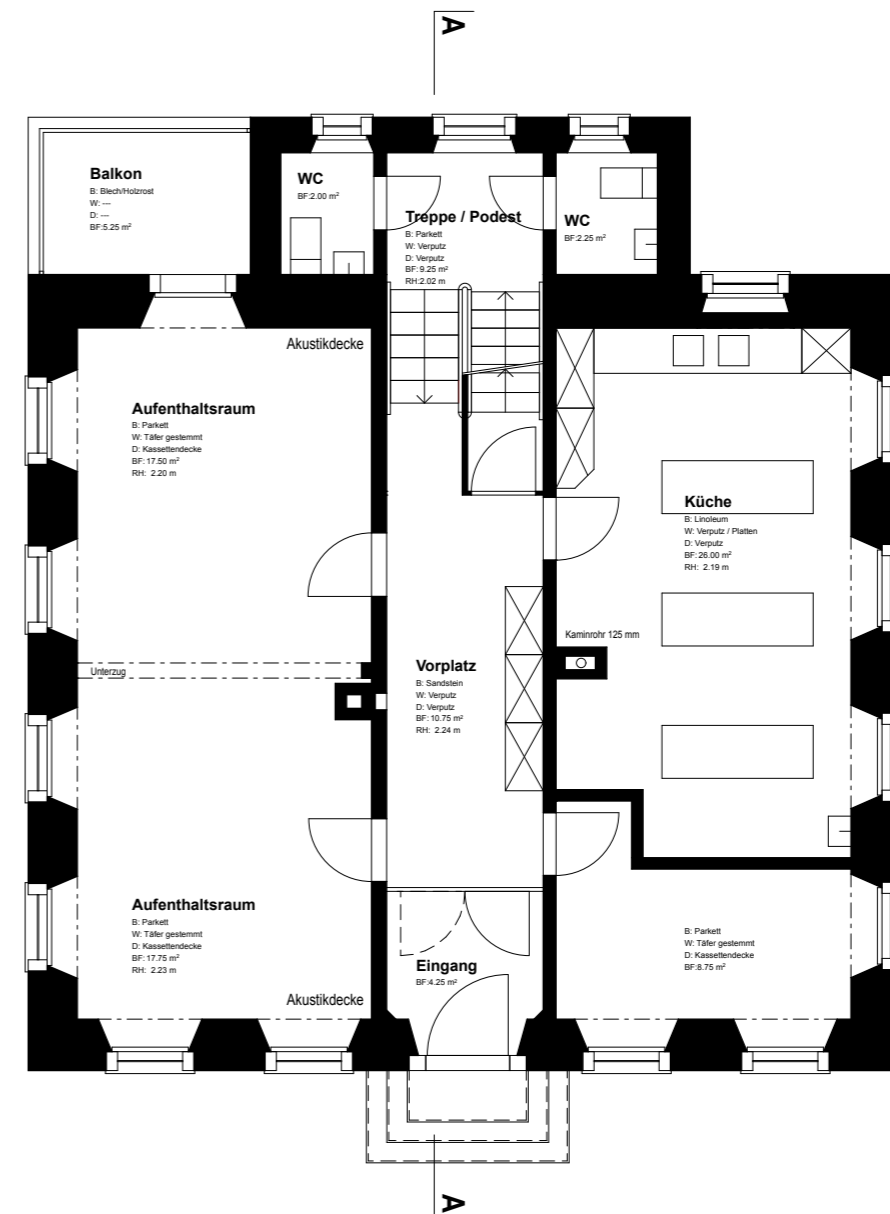 A
Balkon
B: Blech/Holzrost
W: ---
D: ---
BF:5.25 m²
WC
BF:2.00 m²
Treppe / Podest
B: Parkett
W: Verputz
D: Verputz
BF: 9.25 m²
RH:2.02 m
WC
BF:2.25 m²
Akustikdecke
Aufenthaltsraum
B: Parkett
W: Täfer gestemmt
D: Kassettendecke
BF: 17.50 m²
RH: 2.20 m
Küche
B: Linoleum
W: Verputz / Platten
D: Verputz
BF: 26.00 m²
RH: 2.19 m
Kaminrohr 125 mm
Unterzug
Vorplatz
B: Sandstein
W: Verputz
D: Verputz
BF: 10.75 m²
RH: 2.24 m
Aufenthaltsraum
B: Parkett
W: Täfer gestemmt
D: Kassettendecke
BF: 17.75 m²
RH: 2.23 m
Akustikdecke
Eingang
BF:4.25 m²
B: Parkett
W: Täfer gestemmt
D: Kassettendecke
BF:8.75 m²
A